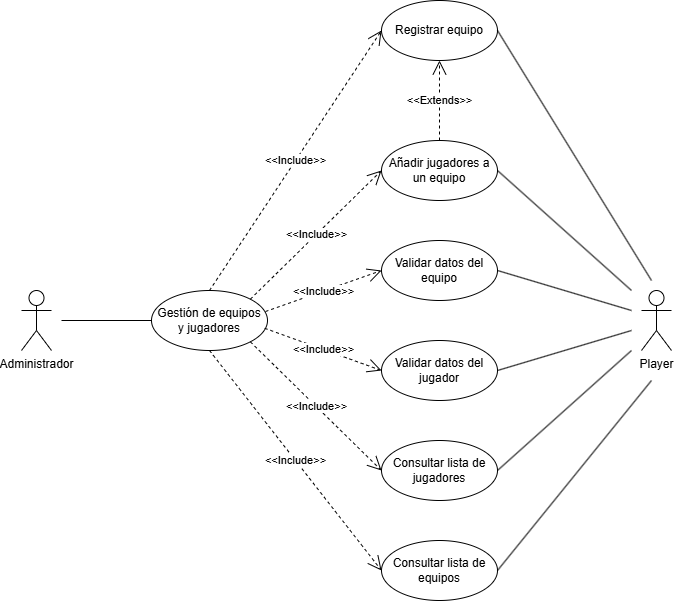 Registrar equipo
<<Extends>>
<<Include>>
Añadir jugadores a
un equipo
<<Include>>
Validar datos del
equipo
<<Include>>
Gestión de equipos
y jugadores
Administrador
Player
<<Include>>
Validar datos del
jugador
<<Include>>
Consultar lista de
jugadores
<<Include>>
Consultar lista de
equipos